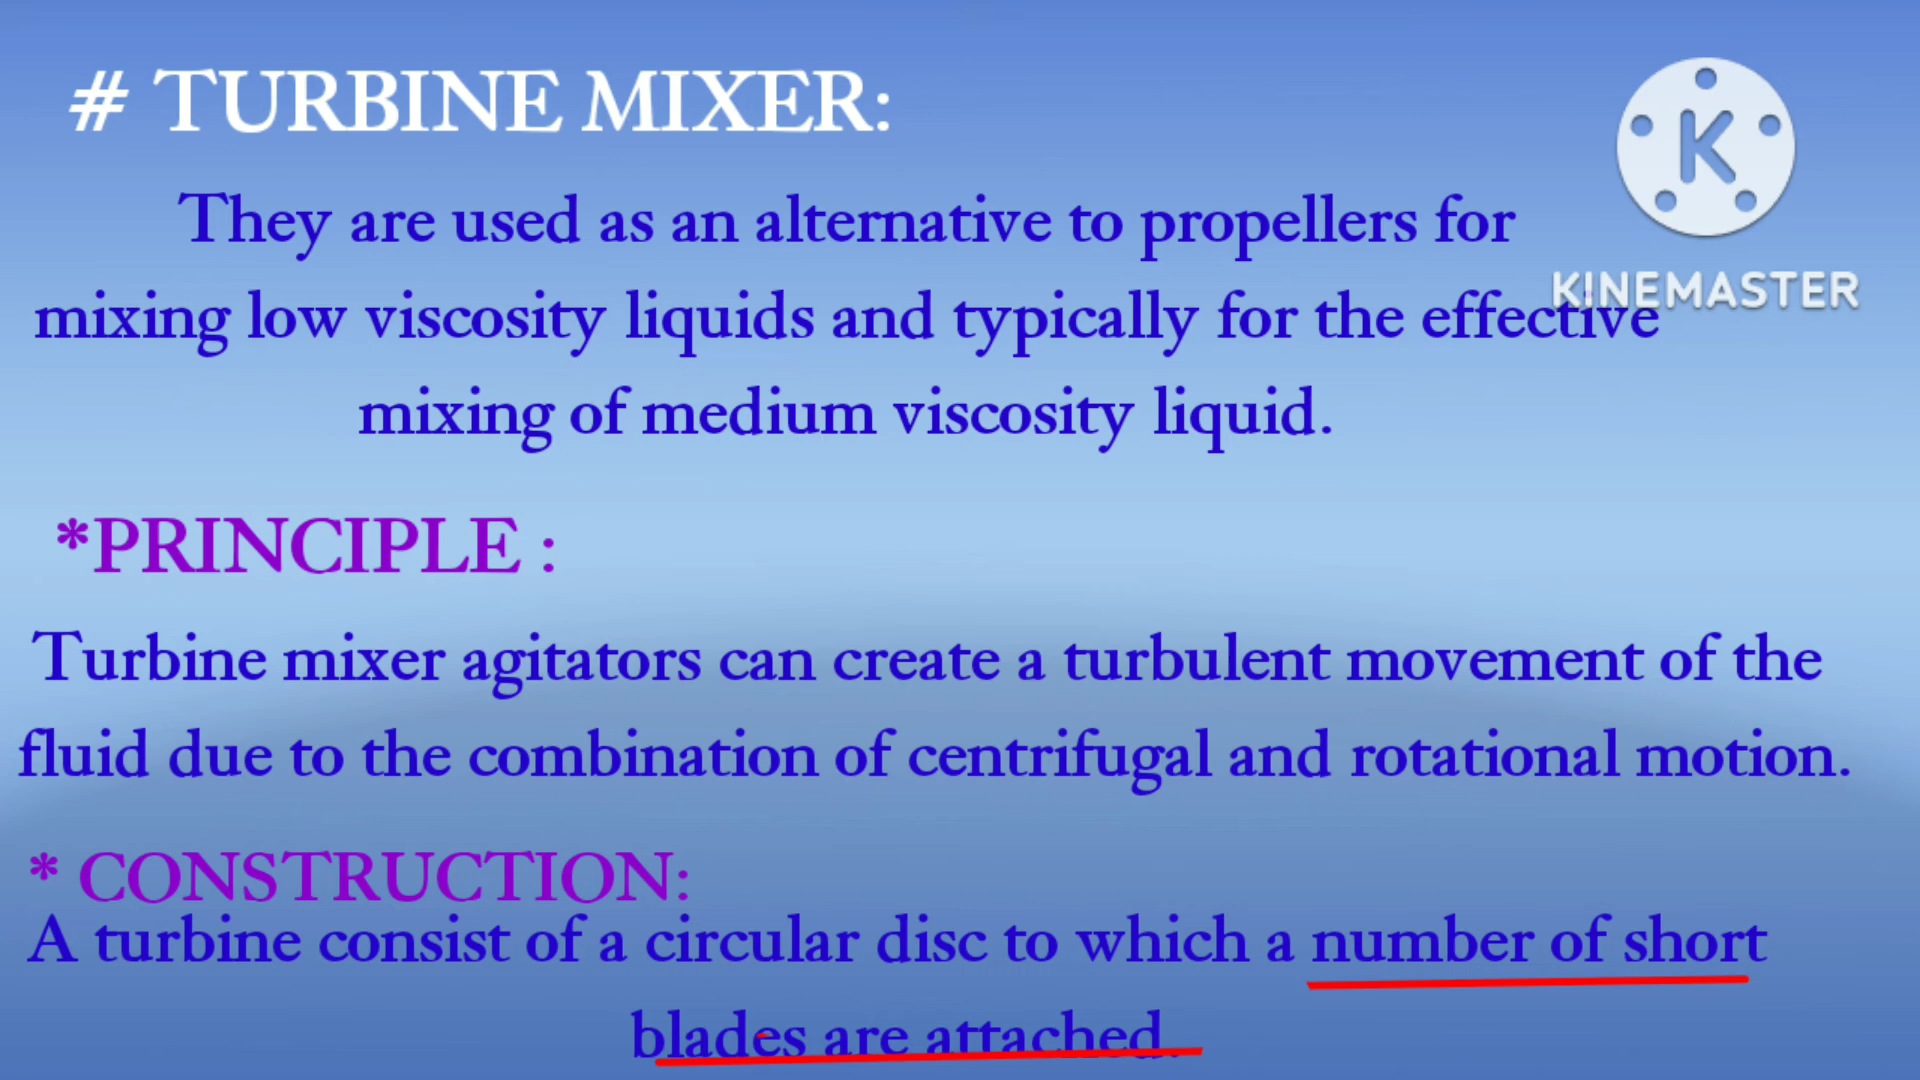 # TURBINE MIXER:
They are used as an alternative to propellers for
mixing low viscosity liquids and typically for the effective
mixing of medium viscosity liquid.
K
KINEMASTER
*PRINCIPLE :
Turbine mixer agitators can create a turbulent movement of the
fluid due to the combination of centrifugal and rotational motion.
* CONSTRUCTION:
A turbine consist of a circular disc to which a number of short
blades are attached.